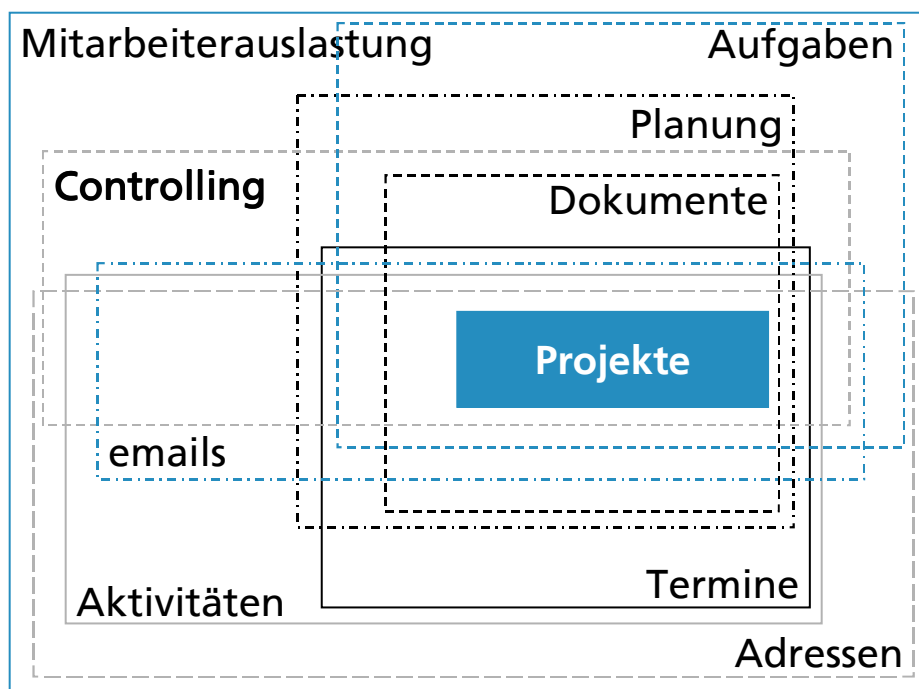 Mitarbeiterauslastung
Aufgaben
Planung
Controlling
Dokumente
Projekte
emails
Termine
Aktivitäten
Adressen